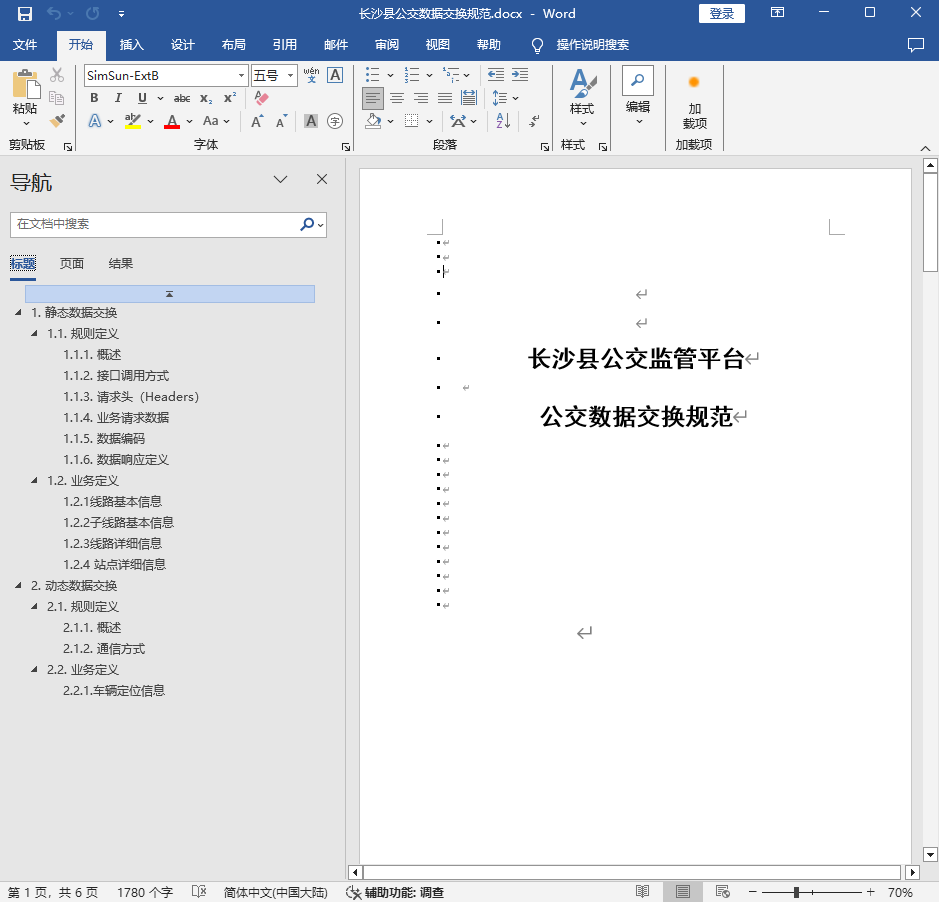 长沙县公交数据交换规范.docx - Word
登录
文件 开始 插入 设计 布局 引用 邮件 审阅 视图 帮助 操作说明搜索
粘贴
剪贴板
SimSun-ExtB 五号 wén 文 A
B I U abc x₂ x² A
A ab A Aa A A A 字
字体
段落
样式
样式
编辑
加
载项
加载项
导航
在文档中搜索
标题 页面 结果
1. 静态数据交换
1.1. 规则定义
1.1.1. 概述
1.1.2. 接口调用方式
1.1.3. 请求头（Headers）
1.1.4. 业务请求数据
1.1.5. 数据编码
1.1.6. 数据响应定义
1.2. 业务定义
1.2.1线路基本信息
1.2.2子线路基本信息
1.2.3线路详细信息
1.2.4 站点详细信息
2. 动态数据交换
2.1. 规则定义
2.1.1. 概述
2.1.2. 通信方式
2.2. 业务定义
2.2.1.车辆定位信息
长沙县公交监管平台
公交数据交换规范
第 1 页，共 6 页 1780 个字 简体中文(中国大陆) 辅助功能: 调查 70%